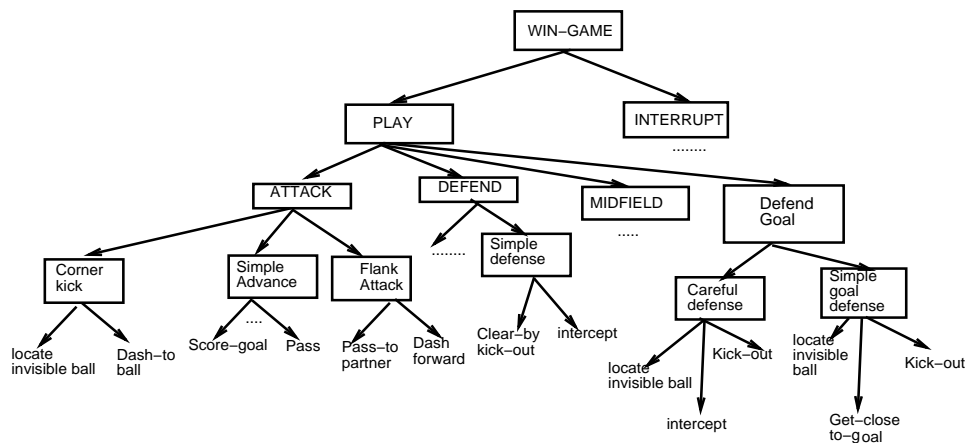 WIN-GAME
PLAY
INTERRUPT
........
ATTACK
DEFEND
MIDFIELD
.....
Defend
Goal
........
Corner
kick
Simple
Advance
....
Flank
Attack
Simple
defense
Careful
defense
Simple
goal
defense
locate
invisible ball
Dash-to
ball
Score-goal
Pass
Pass-to
partner
Dash
forward
Clear-by
kick-out
intercept
locate
invisible ball
intercept
Kick-out
locate
invisible
ball
Get-close
to-goal
Kick-out